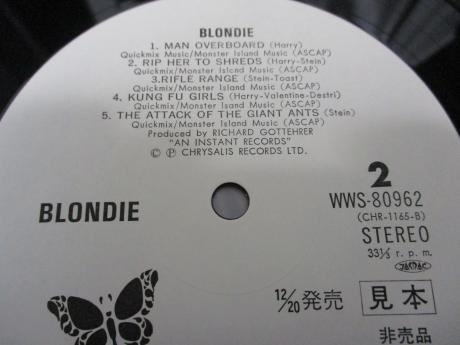 BLONDIE
1. MAN OVERBOARD (Harry)
Quickmix/Monster Island Music (ASCAP)
2. RIP HER TO SHREDS (Harry-Stein)
Quickmix/Monster Island Music (ASCAP)
3.RIFLE RANGE (Stein-Toast)
Quickmix/Monster Island Music (ASCAP)
4. KUNG FU GIRLS (Harry-Valentine-Destri)
Quickmix/Monster Island Music (ASCAP)
5. THE ATTACK OF THE GIANT ANTS (Stein)
Quickmix/Monster Island Music (ASCAP)
Produced by RICHARD GOTTEHRER
"AN INSTANT RECORDS"
© ℗ CHRYSALIS RECORDS LTD.
2
WWS-80962
(CHR-1165-B)
BLONDIE
STEREO
33⅓ r. p. m.
12/20 発売
見本
非売品